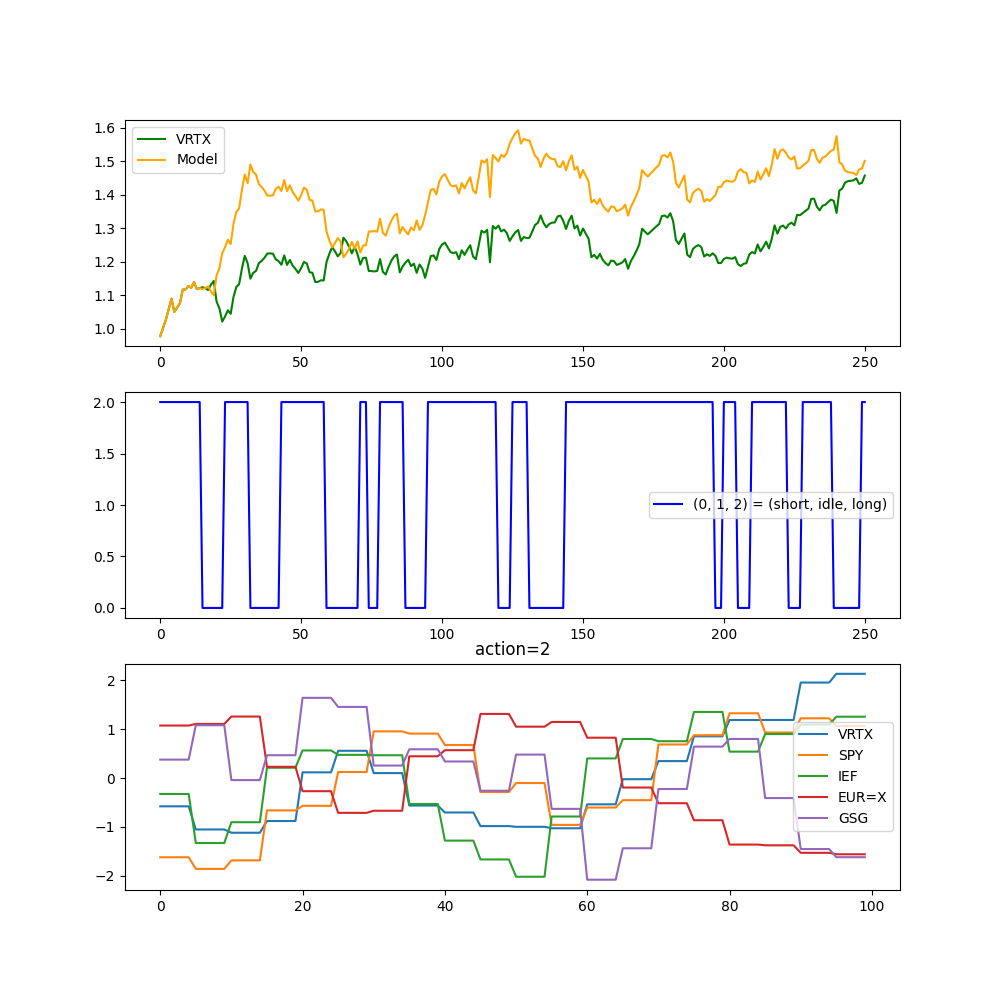 1.6
1.5
1.4
1.3
1.2
1.1
1.0
VRTX
Model
0 50 100 150 200 250
2.0
1.5
1.0
0.5
0.0
(0, 1, 2) = (short, idle, long)
0 50 100 150 200 250
action=2
2
1
0
−1
−2
VRTX
SPY
IEF
EUR=X
GSG
0 20 40 60 80 100